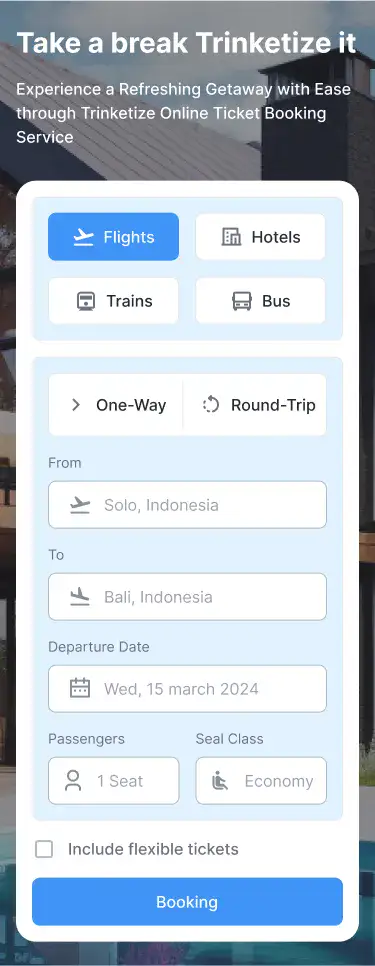 Take a break Trinketize it
Experience a Refreshing Getaway with Ease
through Trinketize Online Ticket Booking
Service
Flights
Hotels
Trains
Bus
One-Way
Round-Trip
From
Solo, Indonesia
To
Bali, Indonesia
Departure Date
Wed, 15 march 2024
Passengers
Seal Class
1 Seat
Economy
Include flexible tickets
Booking